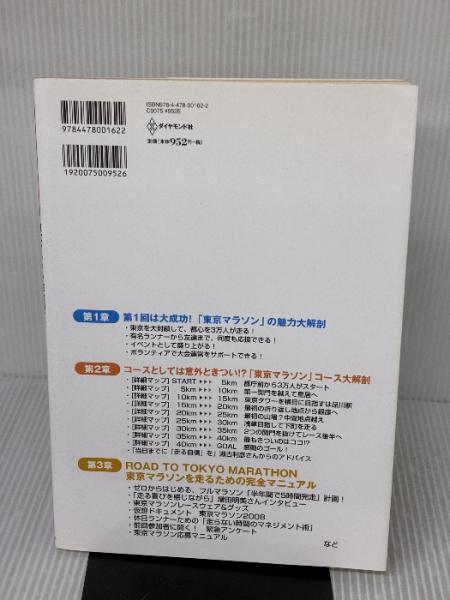 ISBN978-4-478-00162-2
C0075 ¥952E
9784478001622
ダイヤモンド社
定価（本体952円+税）
1920075009526
第1章 第1回は大成功！「東京マラソン」の魅力大解剖
・東京を大封鎖して、都心を3万人が走る！
・有名ランナーから友達まで、何度も応援できる！
・イベントとして盛り上がる！
・ボランティアで大会運営をサポートできる！
第2章 コースとしては意外ときつい!?「東京マラソン」コース大解剖
・[詳細マップ] START▶▶▶ 5km 都庁前から3万人がスタート
・[詳細マップ] 5km▶▶▶ 10km 第一関門を越えて皇居へ
・[詳細マップ] 10km▶▶▶ 15km 東京タワーを横目に目指すは品川駅
・[詳細マップ] 15km▶▶▶ 20km 最初の折り返し地点から銀座へ
・[詳細マップ] 20km▶▶▶ 25km 最初の山場？中間地点越え
・[詳細マップ] 25km▶▶▶ 30km 浅草目指して下町を走る
・[詳細マップ] 30km▶▶▶ 35km 2つの関門を抜けてレース後半へ
・[詳細マップ] 35km▶▶▶ 40km 最もきついのはココ!?
・[詳細マップ] 40km▶▶▶ GOAL 感動のゴール！
・「当日までに「走る自信」を」瀬古利彦さんからのアドバイス
第3章 ROAD TO TOKYO MARATHON
東京マラソンを走るための完全マニュアル
・ゼロからはじめる、フルマラソン「半年間で5時間完走」計画！
・「走る喜びを感じながら」増田明美さんインタビュー
・東京マラソンレースウェア&グッズ
・仮想ドキュメント 東京マラソン2008
・休日ランナーための「走らない時間のマネジメント術」
・前回参加者に聞く！ 緊急アンケート
・東京マラソン応募マニュアル
など